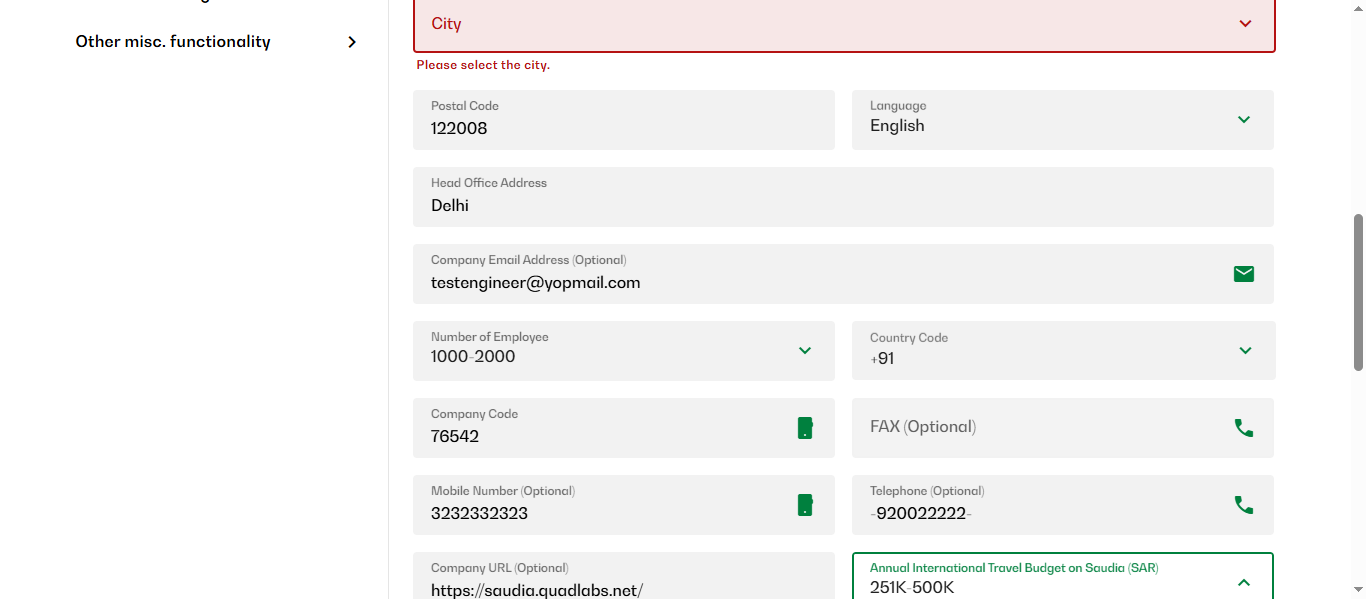 Other misc. functionality
City
Please select the city.
Postal Code
122008
Language
English
Head Office Address
Delhi
Company Email Address (Optional)
testengineer@yopmail.com
Number of Employee
1000-2000
Country Code
+91
Company Code
76542
FAX (Optional)
Mobile Number (Optional)
3232332323
Telephone (Optional)
-920022222-
Company URL (Optional)
https://saudia.quadlabs.net/
Annual International Travel Budget on Saudia (SAR)
251K-500K